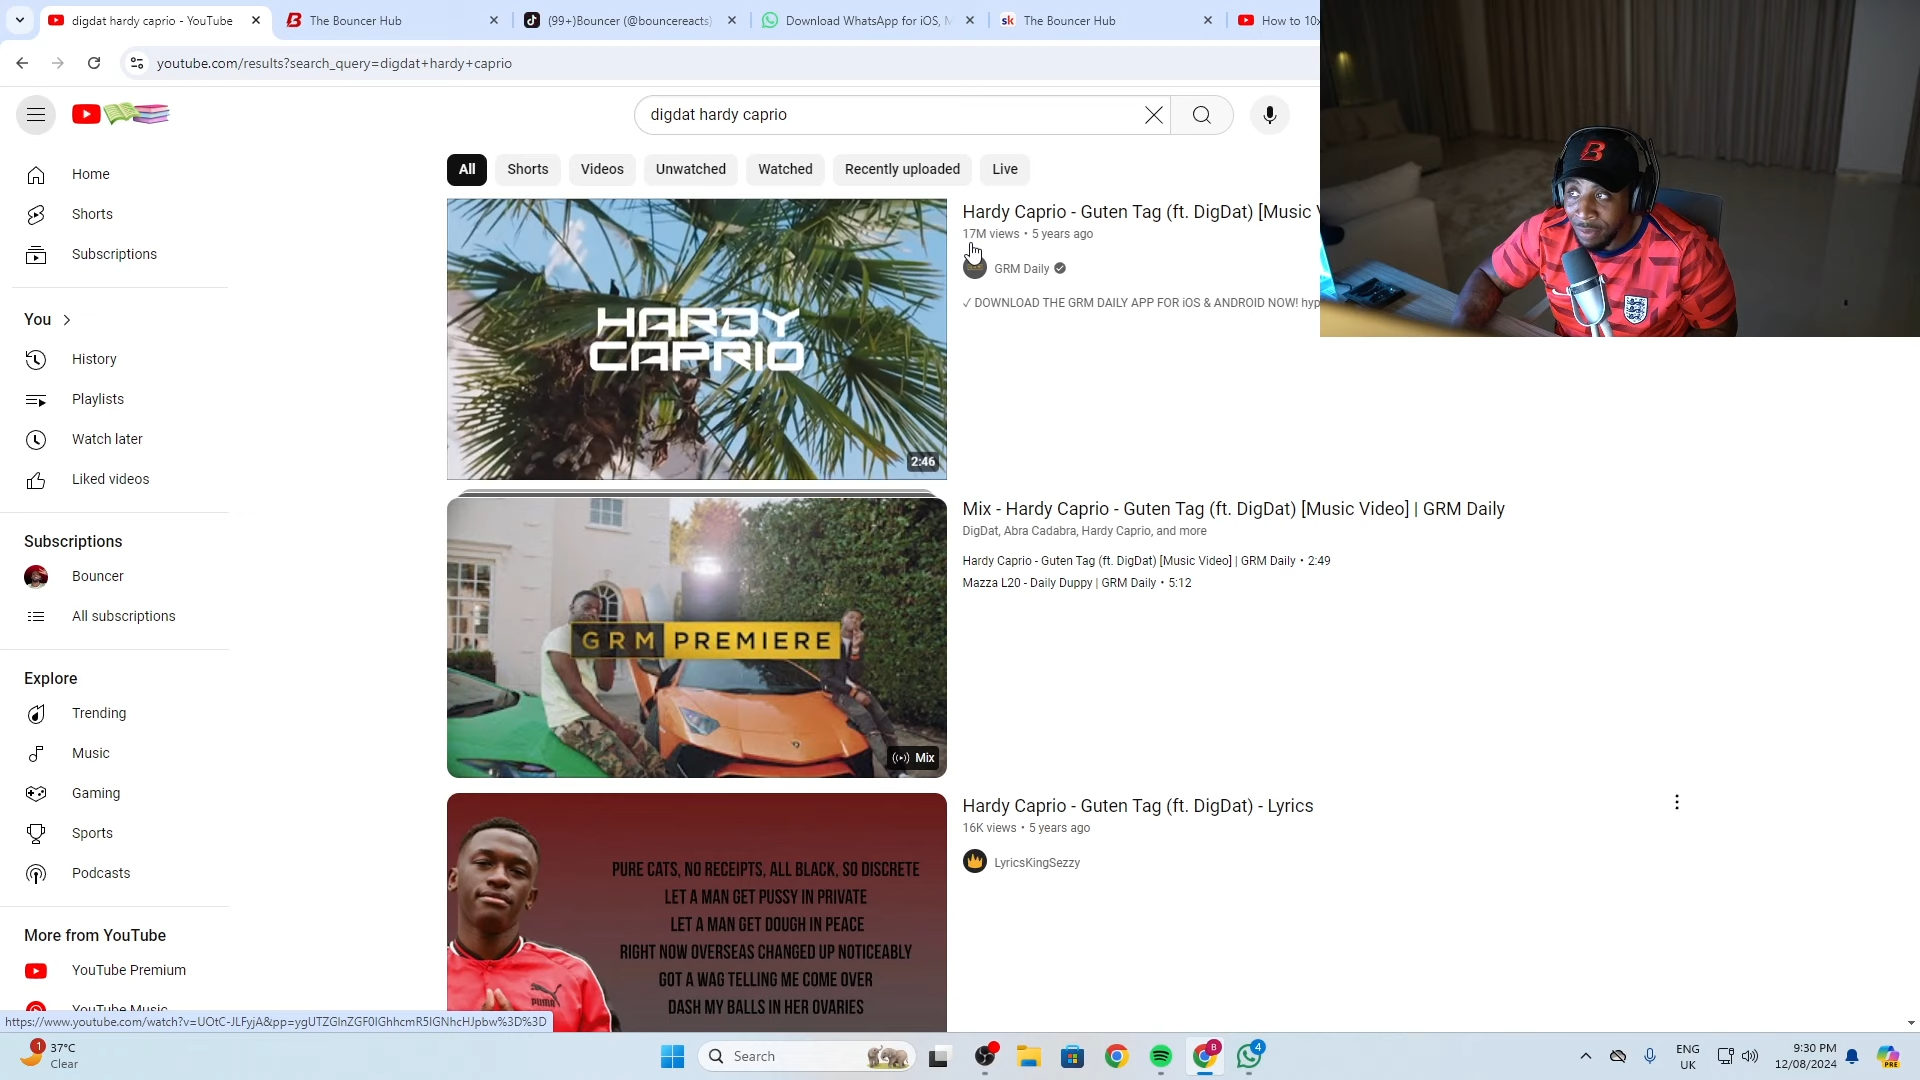 digdat hardy caprio - YouTube
The Bouncer Hub
(99+)Bouncer (@bouncereacts)
Download WhatsApp for iOS, M
The Bouncer Hub
How to 10x
youtube.com/results?search_query=digdat+hardy+caprio
digdat hardy caprio
All
Shorts
Videos
Unwatched
Watched
Recently uploaded
Live
Home
Shorts
Subscriptions
You
History
Playlists
Watch later
Liked videos
Subscriptions
Bouncer
All subscriptions
Explore
Trending
Music
Gaming
Sports
Podcasts
More from YouTube
YouTube Premium
YouTube Music
HARDY
CAPRIO
2:46
Hardy Caprio - Guten Tag (ft. DigDat) [Music V
17M views • 5 years ago
GRM Daily
✓ DOWNLOAD THE GRM DAILY APP FOR iOS & ANDROID NOW! hyp
B
GRM PREMIERE
Mix
Mix - Hardy Caprio - Guten Tag (ft. DigDat) [Music Video] | GRM Daily
DigDat, Abra Cadabra, Hardy Caprio, and more
Hardy Caprio - Guten Tag (ft. DigDat) [Music Video] | GRM Daily • 2:49
Mazza L20 - Daily Duppy | GRM Daily • 5:12
PURE CATS, NO RECEIPTS, ALL BLACK, SO DISCRETE
LET A MAN GET PUSSY IN PRIVATE
LET A MAN GET DOUGH IN PEACE
RIGHT NOW OVERSEAS CHANGED UP NOTICEABLY
GOT A WAG TELLING ME COME OVER
DASH MY BALLS IN HER OVARIES
PUMA
Hardy Caprio - Guten Tag (ft. DigDat) - Lyrics
16K views • 5 years ago
LyricsKingSezzy
1
37°C
Clear
Search
B
4
ENG
UK
9:30 PM
12/08/2024
PRE